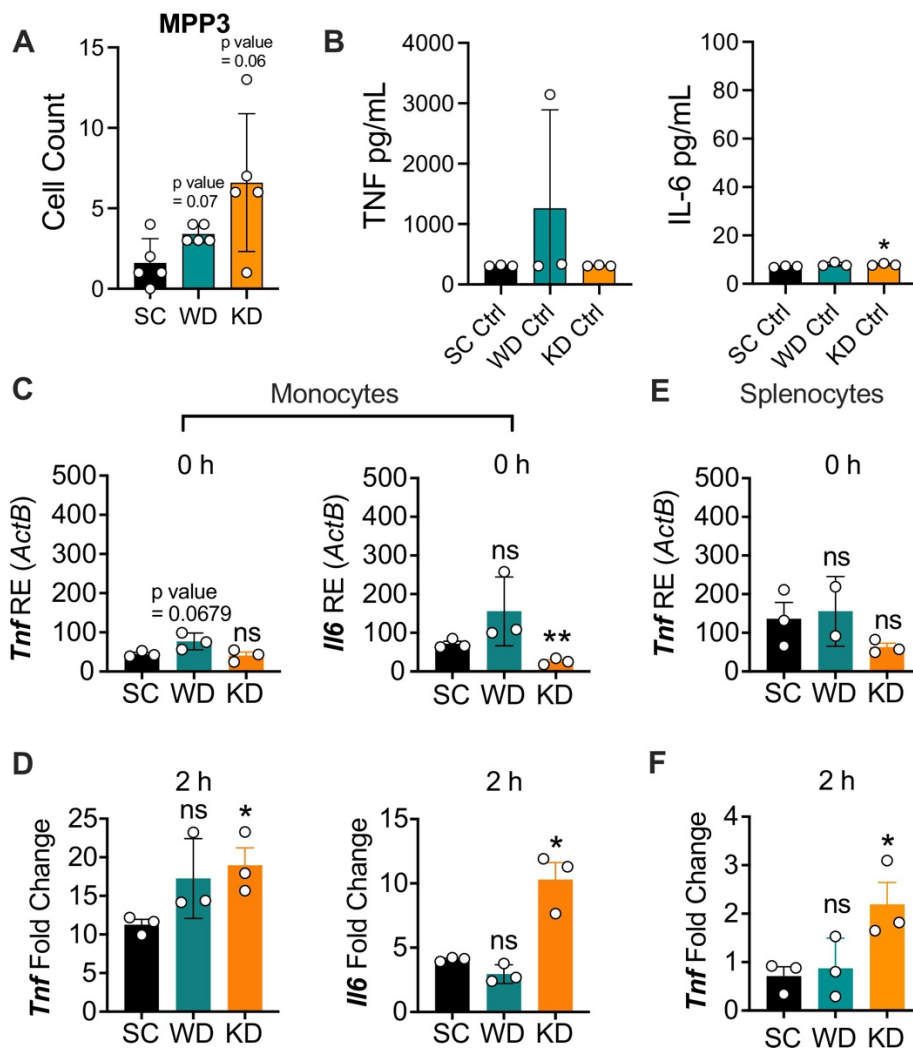 A
MPP3
Cell Count
15
10
5
0
p value
= 0.07
p value
= 0.06
SC WD KD
B
TNF pg/mL
4000
3000
2000
1000
SC Ctrl
WD Ctrl
KD Ctrl
IL-6 pg/mL
100
80
60
40
20
0
*
SC Ctrl
WD Ctrl
KD Ctrl
C
Monocytes
0 h
Tnf RE (ActB)
500
400
300
200
100
0
p value
= 0.0679
ns
SC WD KD
0 h
Il6 RE (ActB)
500
400
300
200
100
0
ns
**
SC WD KD
E
Splenocytes
0 h
Tnf RE (ActB)
500
400
300
200
100
0
ns
ns
SC WD KD
D
2 h
Tnf Fold Change
25
20
15
10
5
0
ns
*
SC WD KD
2 h
Il6 Fold Change
15
10
5
0
ns
*
SC WD KD
F
2 h
Tnf Fold Change
4
3
2
1
0
ns
*
SC WD KD